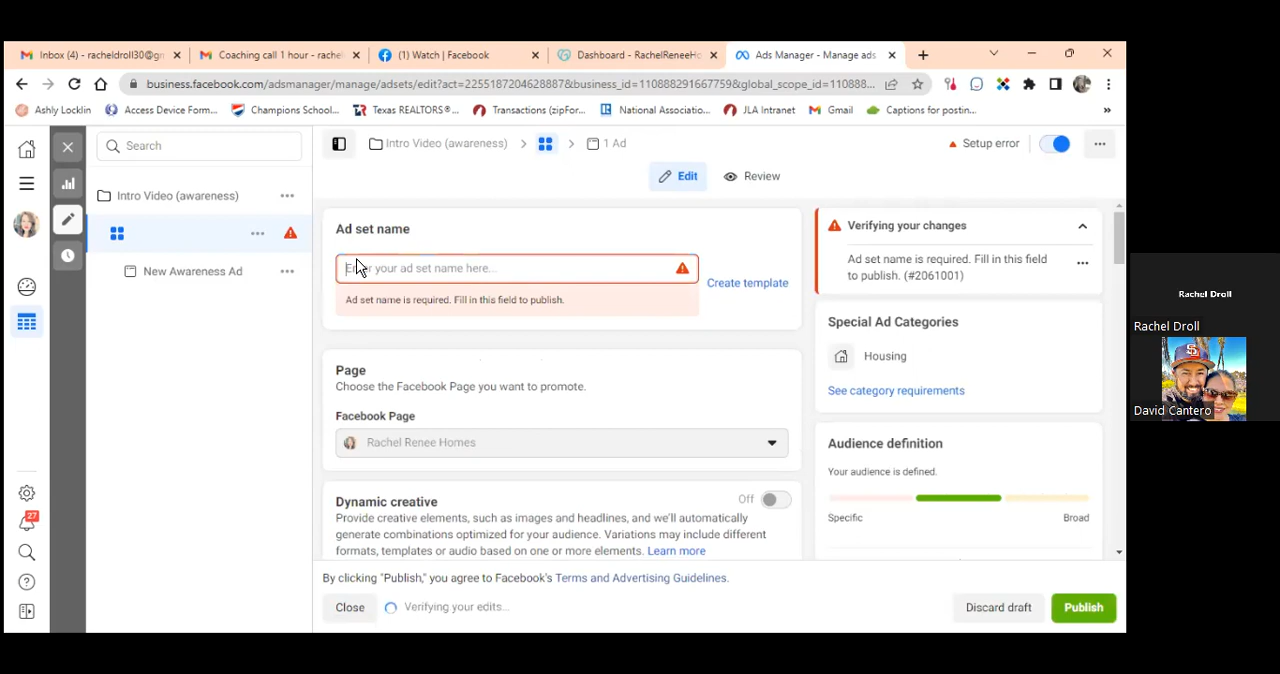 Inbox (4) - racheldroll30@gm
Coaching call 1 hour - rache
(1) Watch | Facebook
Dashboard - RachelReneeHo
Ads Manager - Manage ads
business.facebook.com/adsmanager/manage/adsets/edit?act=2255187204628887&business_id=110888291667759&global_scope_id=110888...
Ashly Locklin
Access Device Form...
Champions School...
Texas REALTORS®...
Transactions (zipFor...
National Associatio...
JLA Intranet
Gmail
Captions for postin...
»
Search
Intro Video (awareness)
1 Ad
Setup error
Edit
Review
Intro Video (awareness)
New Awareness Ad
27
Ad set name
Enter your ad set name here...
Ad set name is required. Fill in this field to publish.
Create template
Page
Choose the Facebook Page you want to promote.
Facebook Page
Rachel Renee Homes
Dynamic creative
Off
Provide creative elements, such as images and headlines, and we'll automatically
generate combinations optimized for your audience. Variations may include different
formats, templates or audio based on one or more elements. Learn more
Verifying your changes
Ad set name is required. Fill in this field
to publish. (#2061001)
Special Ad Categories
Housing
See category requirements
Audience definition
Your audience is defined.
Specific
Broad
By clicking "Publish," you agree to Facebook's Terms and Advertising Guidelines.
Close
Verifying your edits...
Discard draft
Publish
Rachel Droll
Rachel Droll
David Cantero